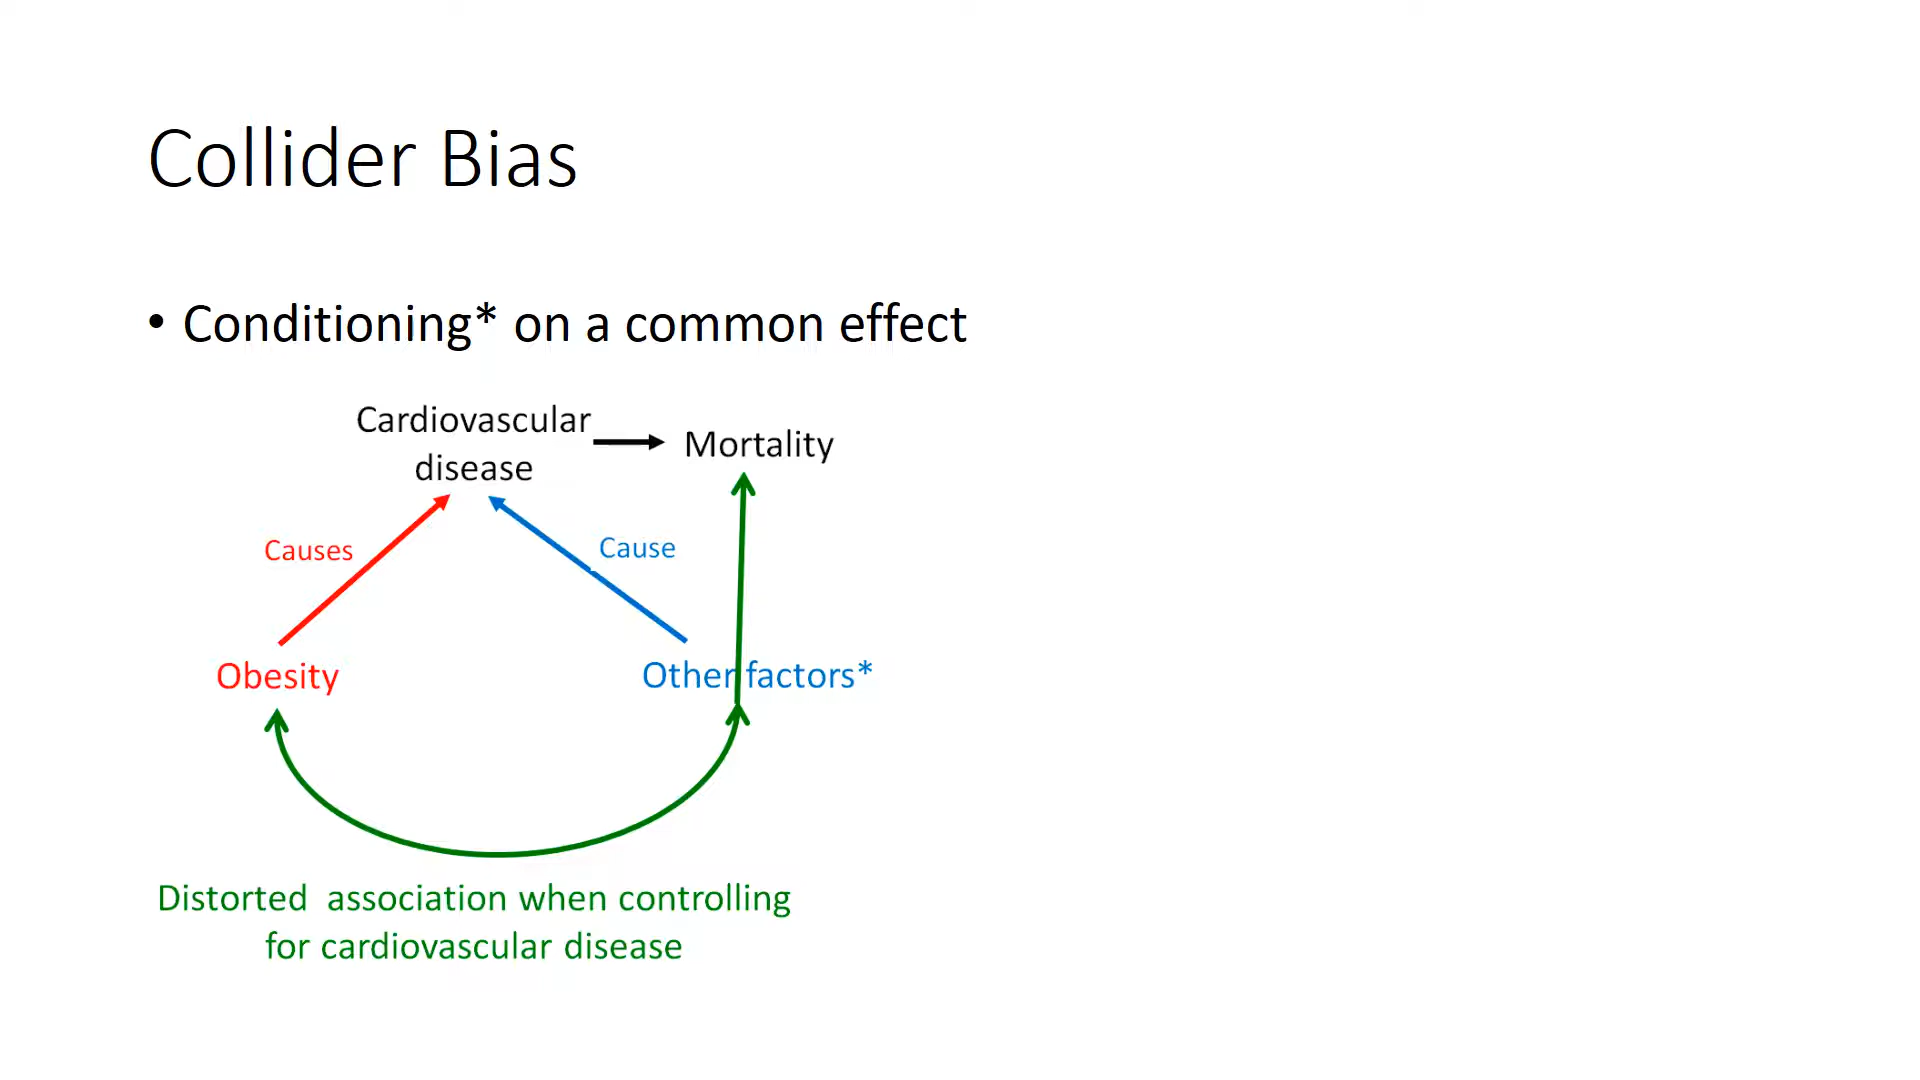 Collider Bias
• Conditioning* on a common effect
Cardiovascular
disease
Mortality
Causes
Cause
Obesity
Other factors*
Distorted association when controlling
for cardiovascular disease